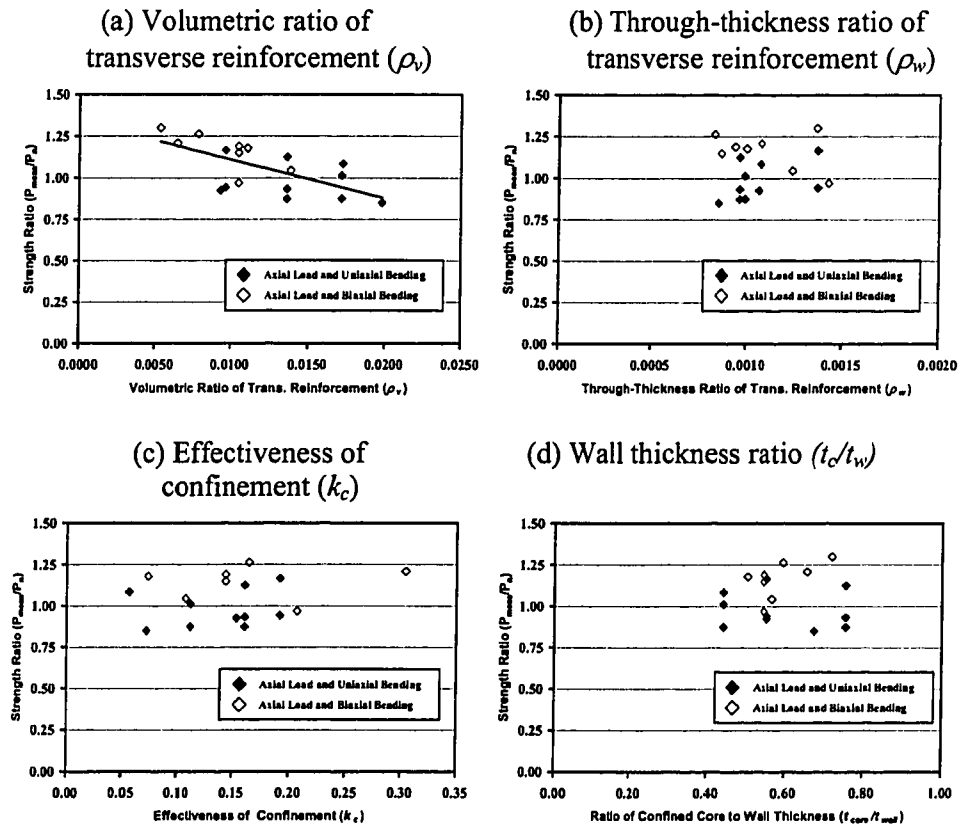 (a) Volumetric ratio of
transverse reinforcement (ρv)
1.50
1.25
1.00
0.75
0.50
0.25
0.00
Strength Ratio (Pmeas/Pn)
Axial Load and Uniaxial Bending
Axial Load and Biaxial Bending
0.0000 0.0050 0.0100 0.0150 0.0200 0.0250
Volumetric Ratio of Trans. Reinforcement (ρv)
(b) Through-thickness ratio of
transverse reinforcement (ρw)
1.50
1.25
1.00
0.75
0.50
0.25
0.00
Strength Ratio (Pmeas/Pn)
Axial Load and Uniaxial Bending
Axial Load and Biaxial Bending
0.0000 0.0005 0.0010 0.0015 0.0020
Through-Thickness Ratio of Trans. Reinforcement (ρw)
(c) Effectiveness of
confinement (kc)
1.50
1.25
1.00
0.75
0.50
0.25
0.00
Strength Ratio (Pmeas/Pn)
Axial Load and Uniaxial Bending
Axial Load and Biaxial Bending
0.00 0.05 0.10 0.15 0.20 0.25 0.30 0.35
Effectiveness of Confinement (kc)
(d) Wall thickness ratio (tc/tw)
1.50
1.25
1.00
0.75
0.50
0.25
0.00
Strength Ratio (Pmeas/Pn)
Axial Load and Uniaxial Bending
Axial Load and Biaxial Bending
0.00 0.20 0.40 0.60 0.80 1.00
Ratio of Confined Core to Wall Thickness (tcore/twall)